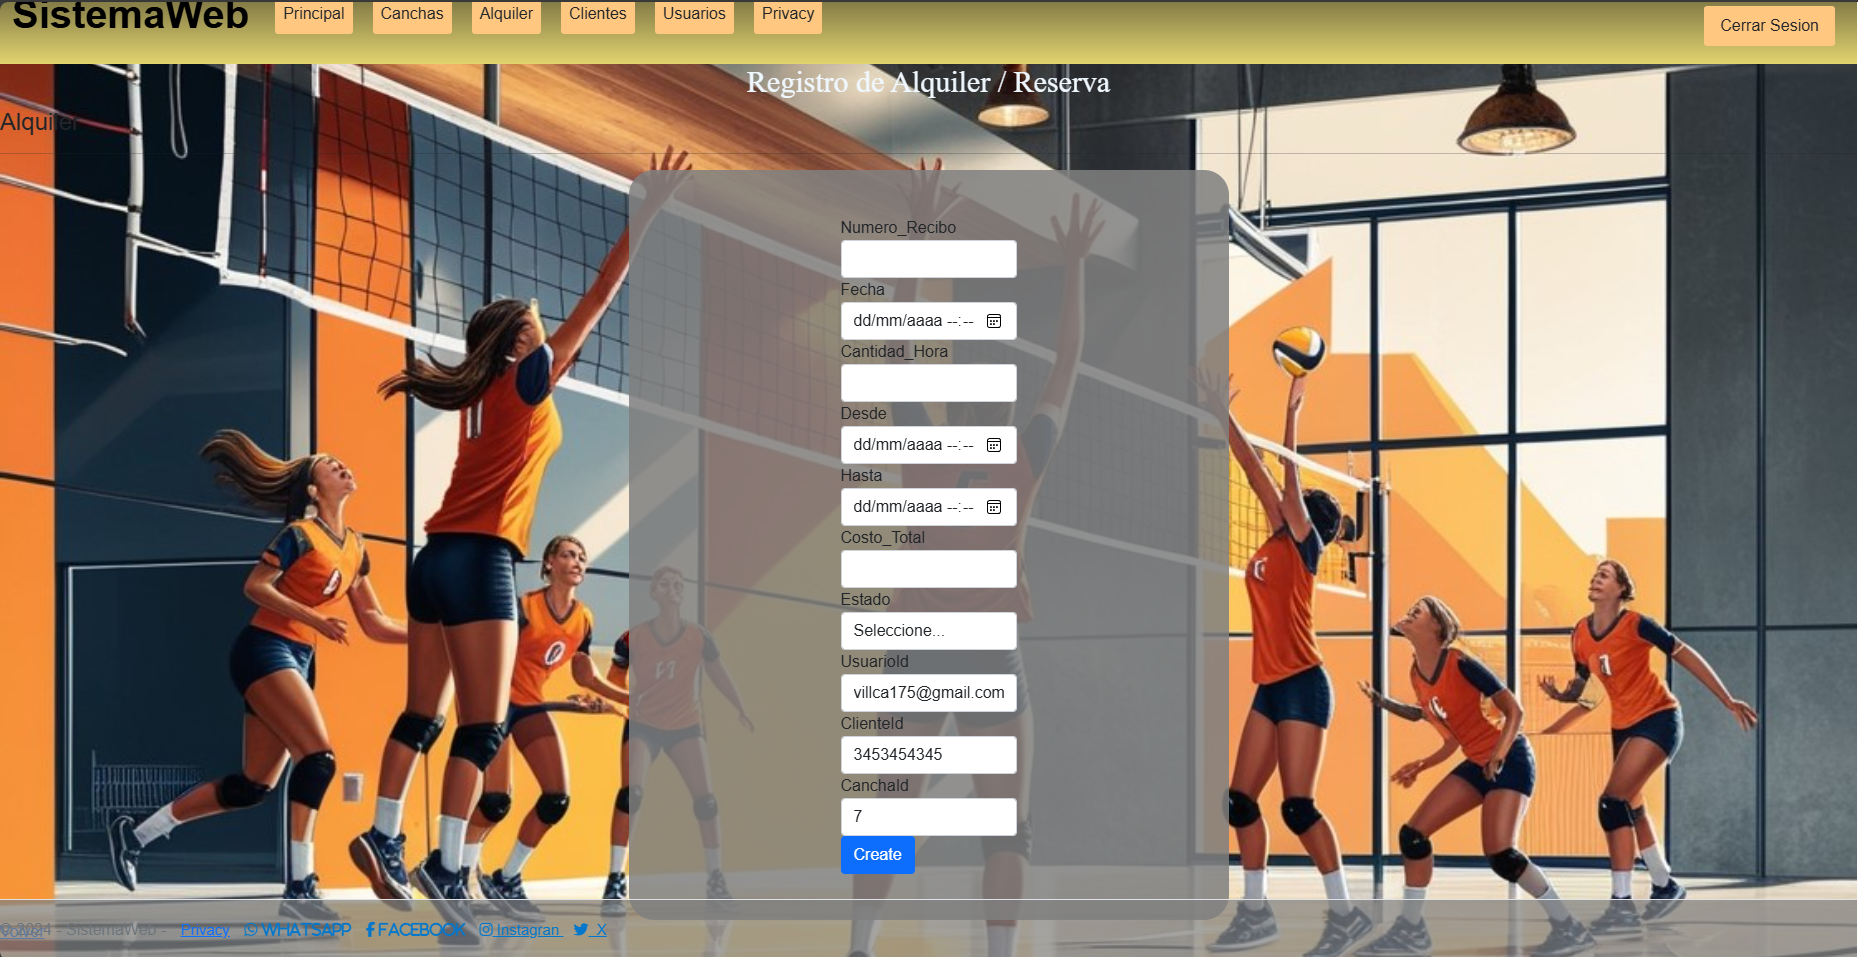 SistemaWeb Principal Canchas Alquiler Clientes Usuarios Privacy Cerrar Sesion
Registro de Alquiler / Reserva
Alquiler
Numero_Recibo
Fecha
dd/mm/aaaa --:--
Cantidad_Hora
Desde
dd/mm/aaaa --:--
Hasta
dd/mm/aaaa --:--
Costo_Total
Estado
Seleccione...
UsuarioId
villca175@gmail.com
ClienteId
3453454345
CanchaId
7
Create
Volver
© 2024 - SistemaWeb - Privacy WHATSAPP FACEBOOK Instagran X